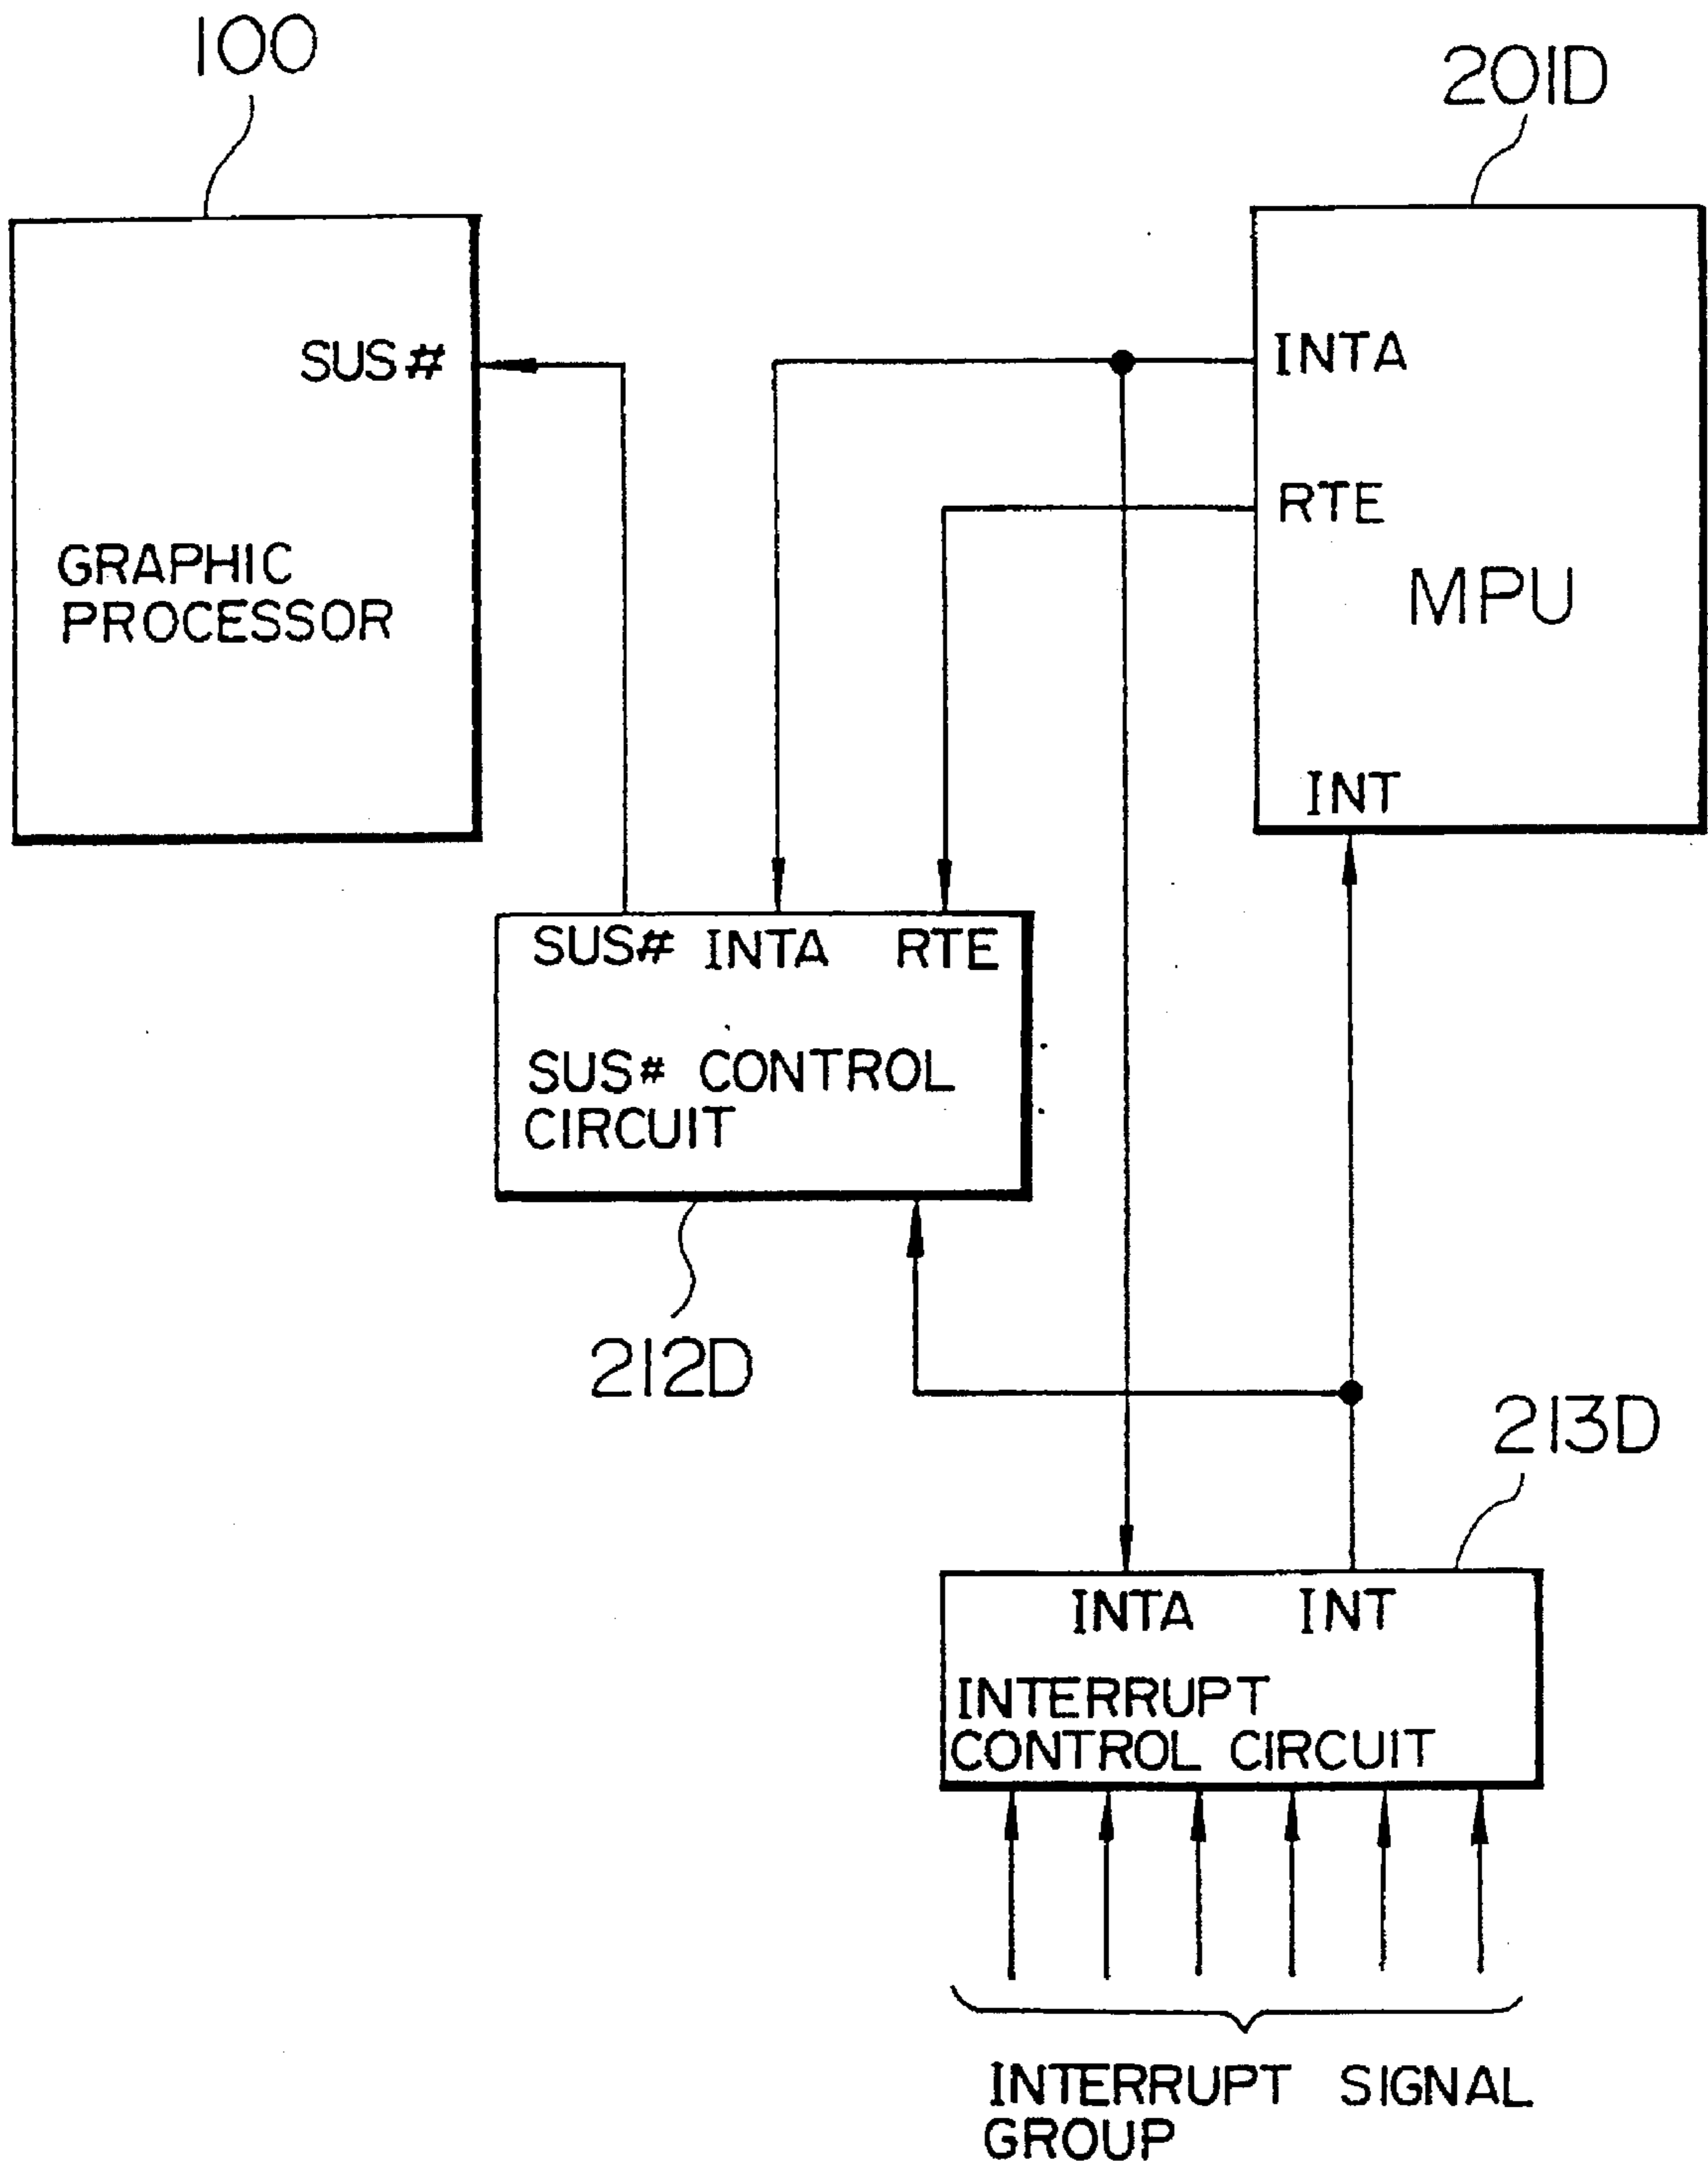 100
201D
SUS#
INTA
RTE
GRAPHIC
PROCESSOR
MPU
INT
SUS# INTA RTE
SUS# CONTROL
CIRCUIT
212D
213D
INTA INT
INTERRUPT
CONTROL CIRCUIT
INTERRUPT SIGNAL
GROUP